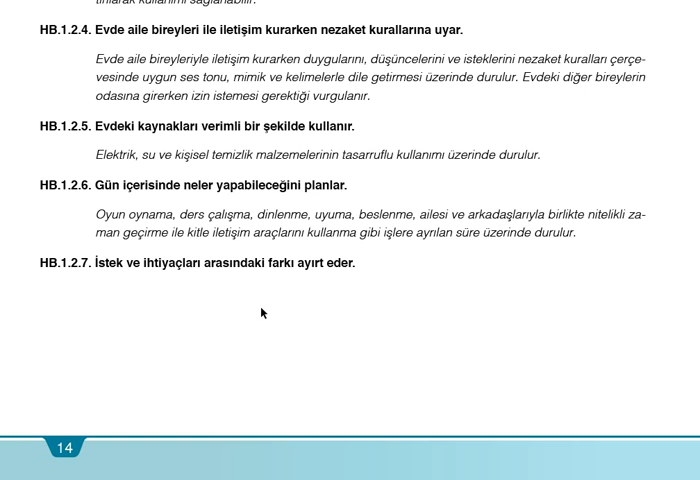 tırılarak kullanımı sağlanabilir.
HB.1.2.4. Evde aile bireyleri ile iletişim kurarken nezaket kurallarına uyar.
Evde aile bireyleriyle iletişim kurarken duygularını, düşüncelerini ve isteklerini nezaket kuralları çerçe-
vesinde uygun ses tonu, mimik ve kelimelerle dile getirmesi üzerinde durulur. Evdeki diğer bireylerin
odasına girerken izin istemesi gerektiği vurgulanır.
HB.1.2.5. Evdeki kaynakları verimli bir şekilde kullanır.
Elektrik, su ve kişisel temizlik malzemelerinin tasarruflu kullanımı üzerinde durulur.
HB.1.2.6. Gün içerisinde neler yapabileceğini planlar.
Oyun oynama, ders çalışma, dinlenme, uyuma, beslenme, ailesi ve arkadaşlarıyla birlikte nitelikli za-
man geçirme ile kitle iletişim araçlarını kullanma gibi işlere ayrılan süre üzerinde durulur.
HB.1.2.7. İstek ve ihtiyaçları arasındaki farkı ayırt eder.
14